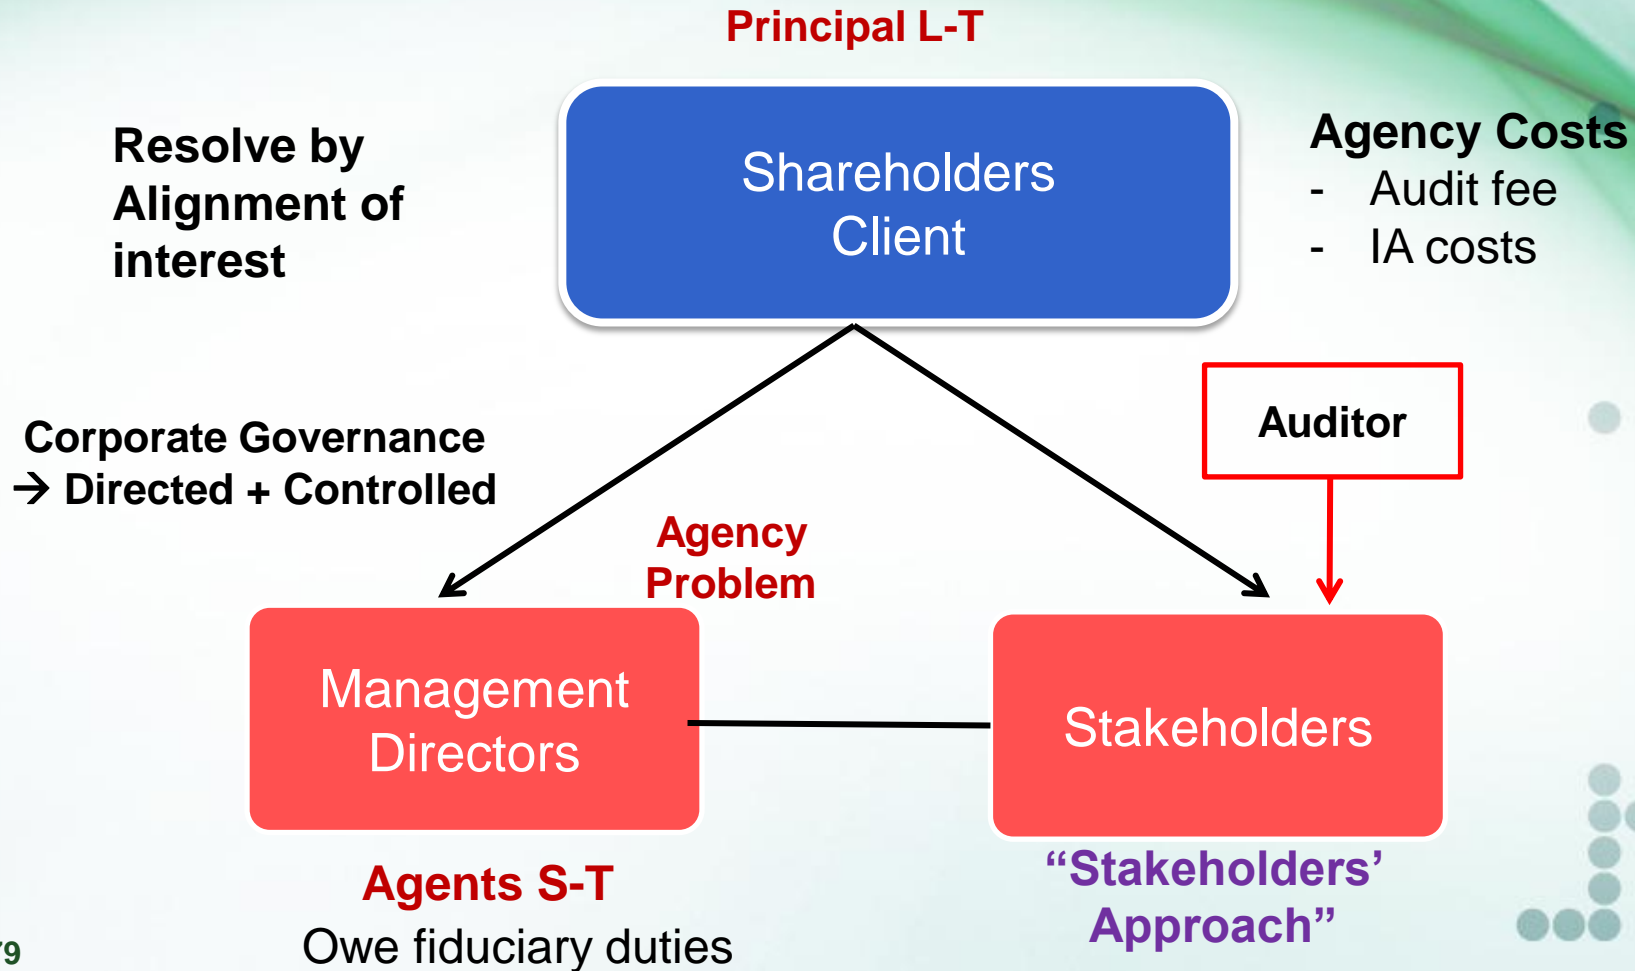 Principal L-T
Resolve by
Alignment of
interest
Shareholders
Client
Agency Costs
- Audit fee
- IA costs
Corporate Governance
→ Directed + Controlled
Agency
Problem
Auditor
Management
Directors
Stakeholders
Agents S-T
Owe fiduciary duties
“Stakeholders’
Approach”